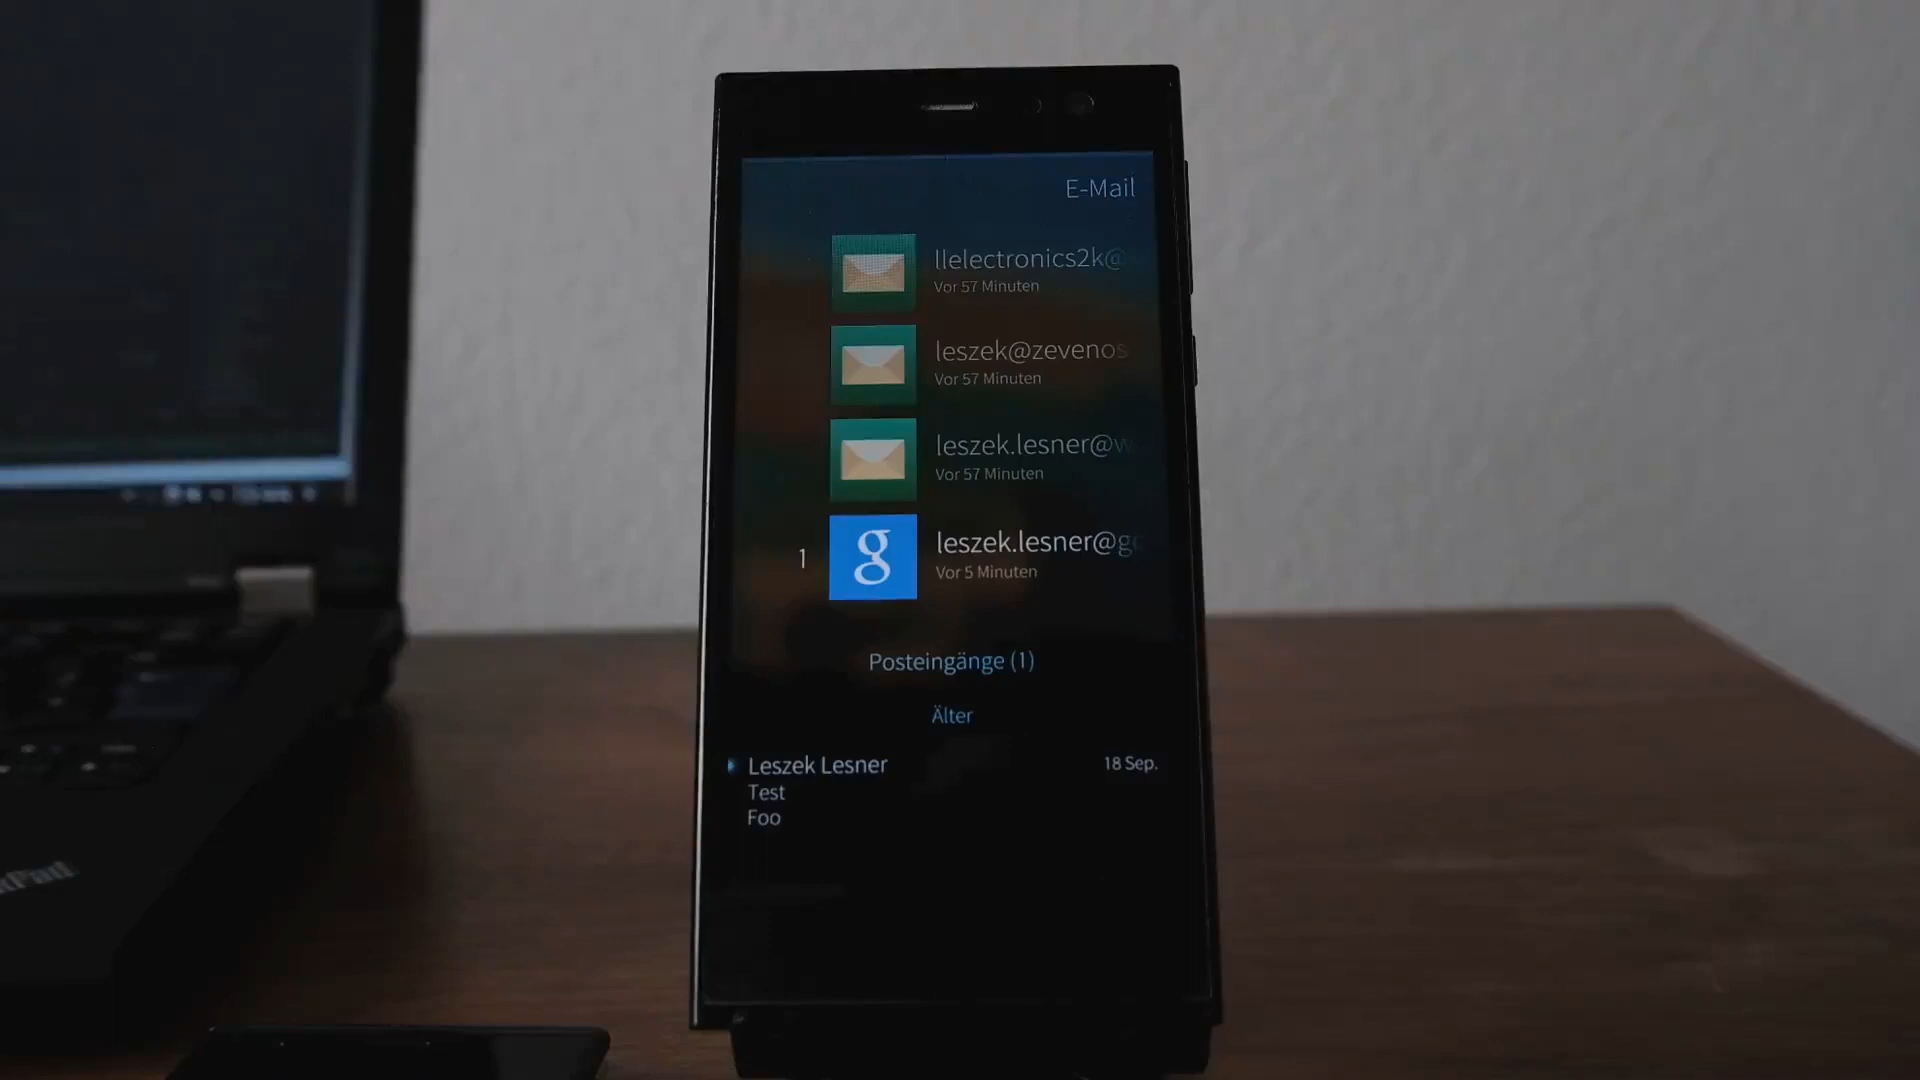 E-Mail
llelectronics2k@
Vor 57 Minuten
leszek@zevenos
Vor 57 Minuten
leszek.lesner@w
Vor 57 Minuten
1
g
leszek.lesner@g
Vor 5 Minuten
Posteingänge (1)
Älter
Leszek Lesner
18 Sep.
Test
Foo